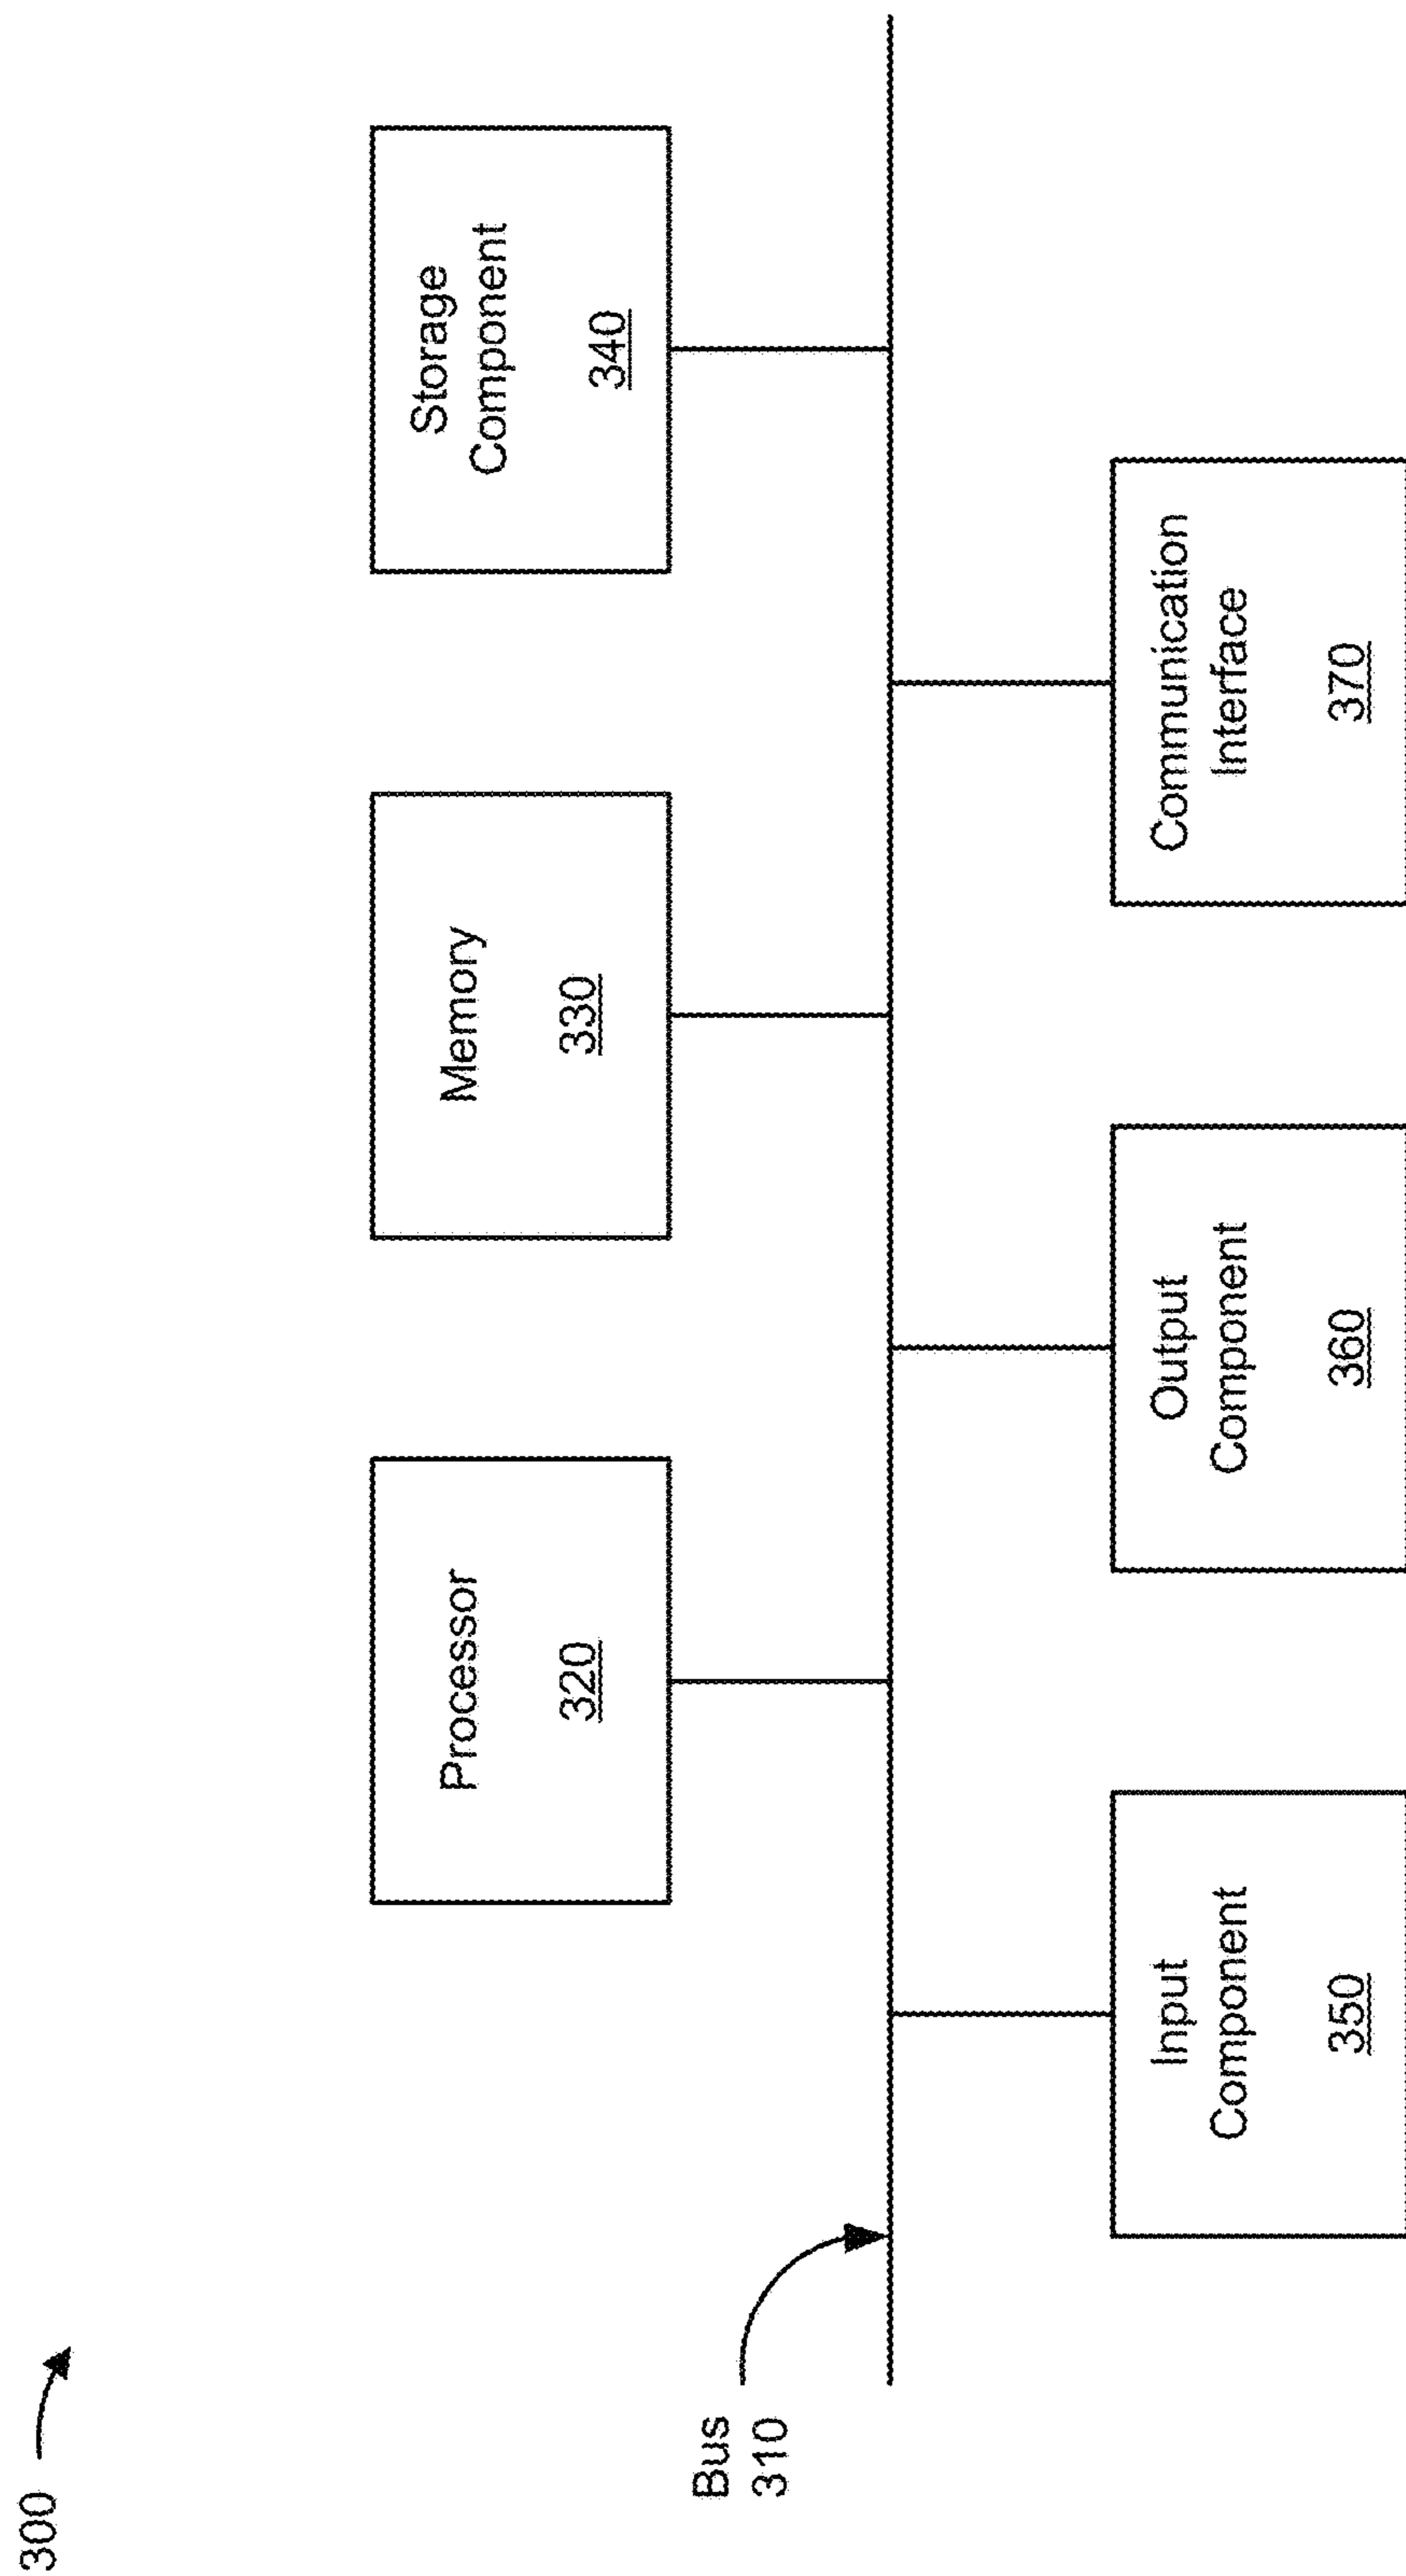 300
Processor
320
Memory
330
Storage
Component
340
Bus
310
Input
Component
350
Output
Component
360
Communication
Interface
370